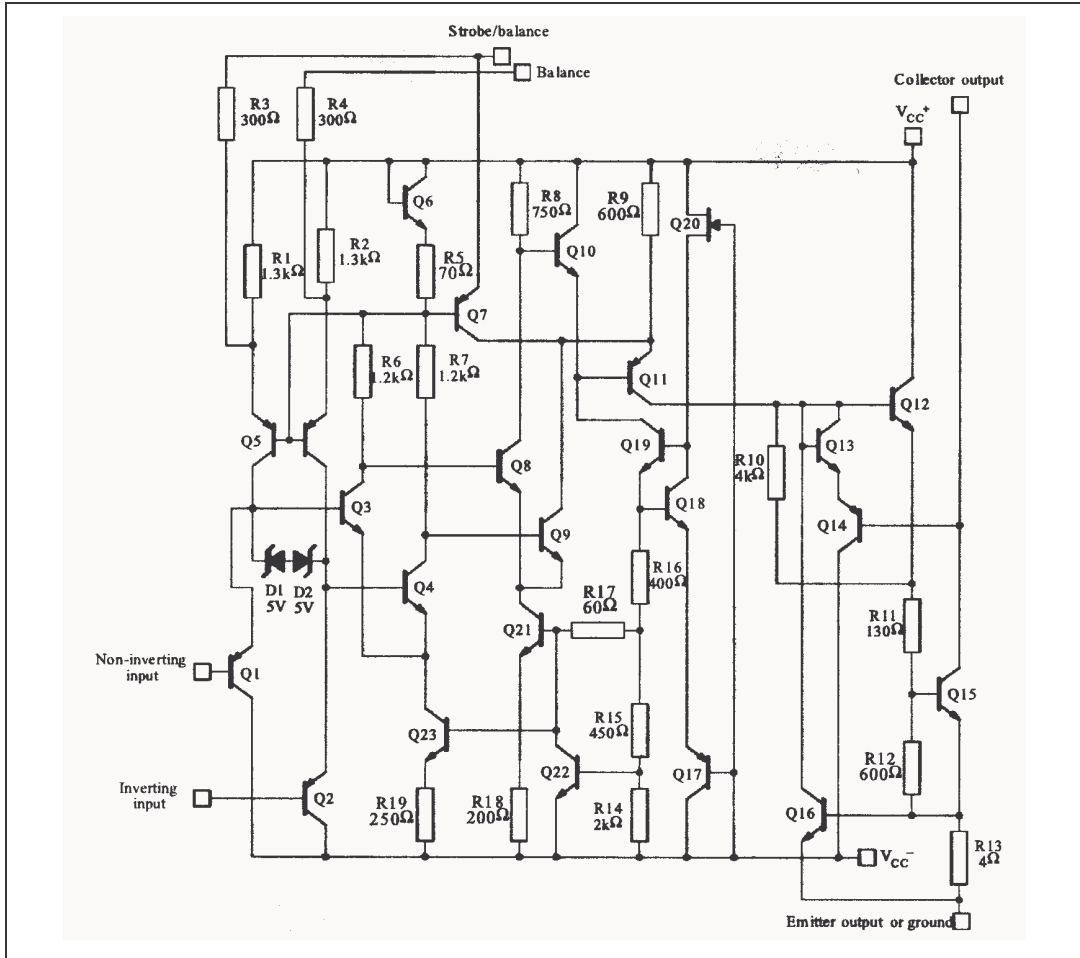 Strobe/balance
Balance
Collector output
R3
300Ω
R4
300Ω
VCC+
Q6
R8
750Ω
R9
600Ω
Q20
Q10
R1
1.3kΩ
R2
1.3kΩ
R5
70Ω
Q7
R6
1.2kΩ
R7
1.2kΩ
Q11
Q12
Q5
Q19
Q13
R10
4kΩ
Q8
Q18
Q3
Q14
Q9
D1
5V
D2
5V
Q4
R16
400Ω
R17
60Ω
R11
130Ω
Q21
Non-inverting
input
Q1
Q15
R15
450Ω
Q23
R12
600Ω
Q22
Q17
Inverting
input
Q2
R19
250Ω
R18
200Ω
R14
2kΩ
Q16
VCC-
R13
4Ω
Emitter output or ground